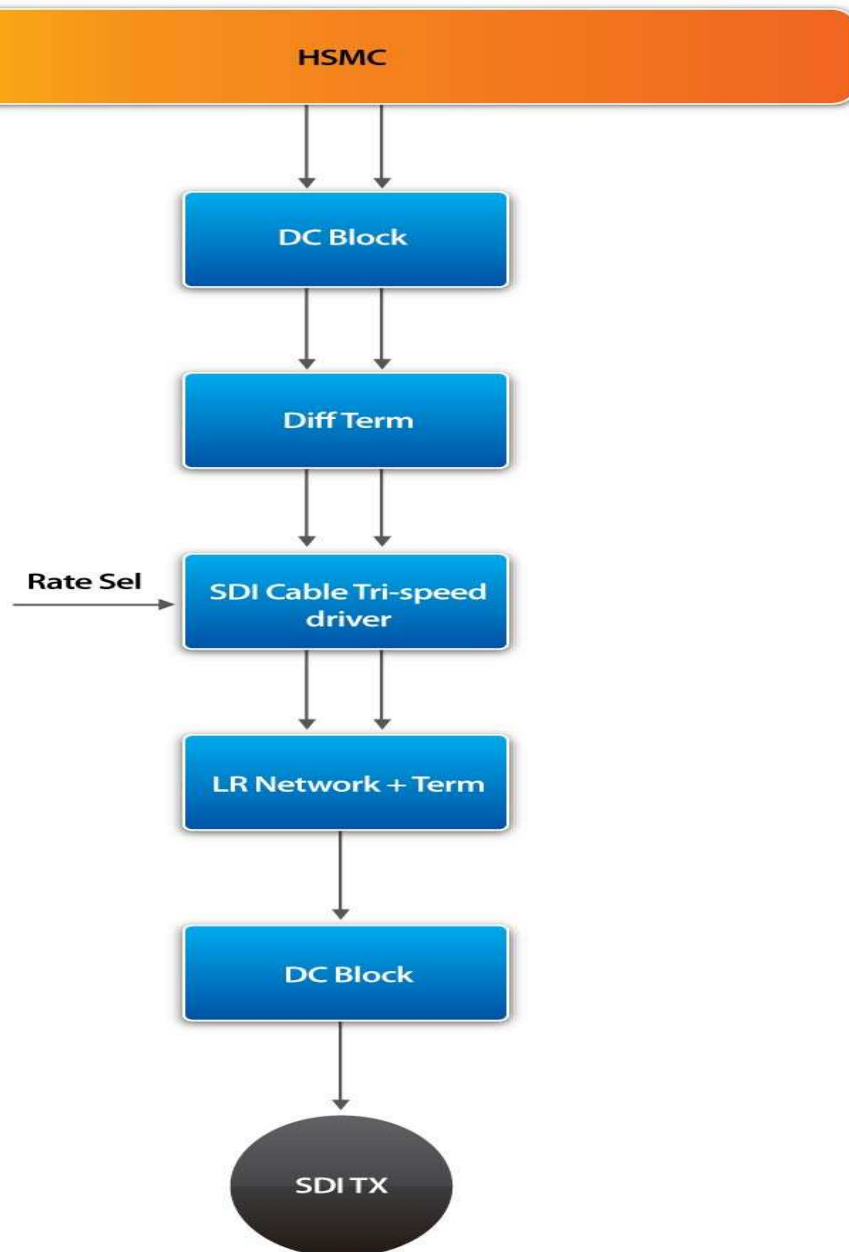 HSMC
DC Block
Diff Term
Rate Sel
SDI Cable Tri-speed
driver
LR Network + Term
DC Block
SDI TX